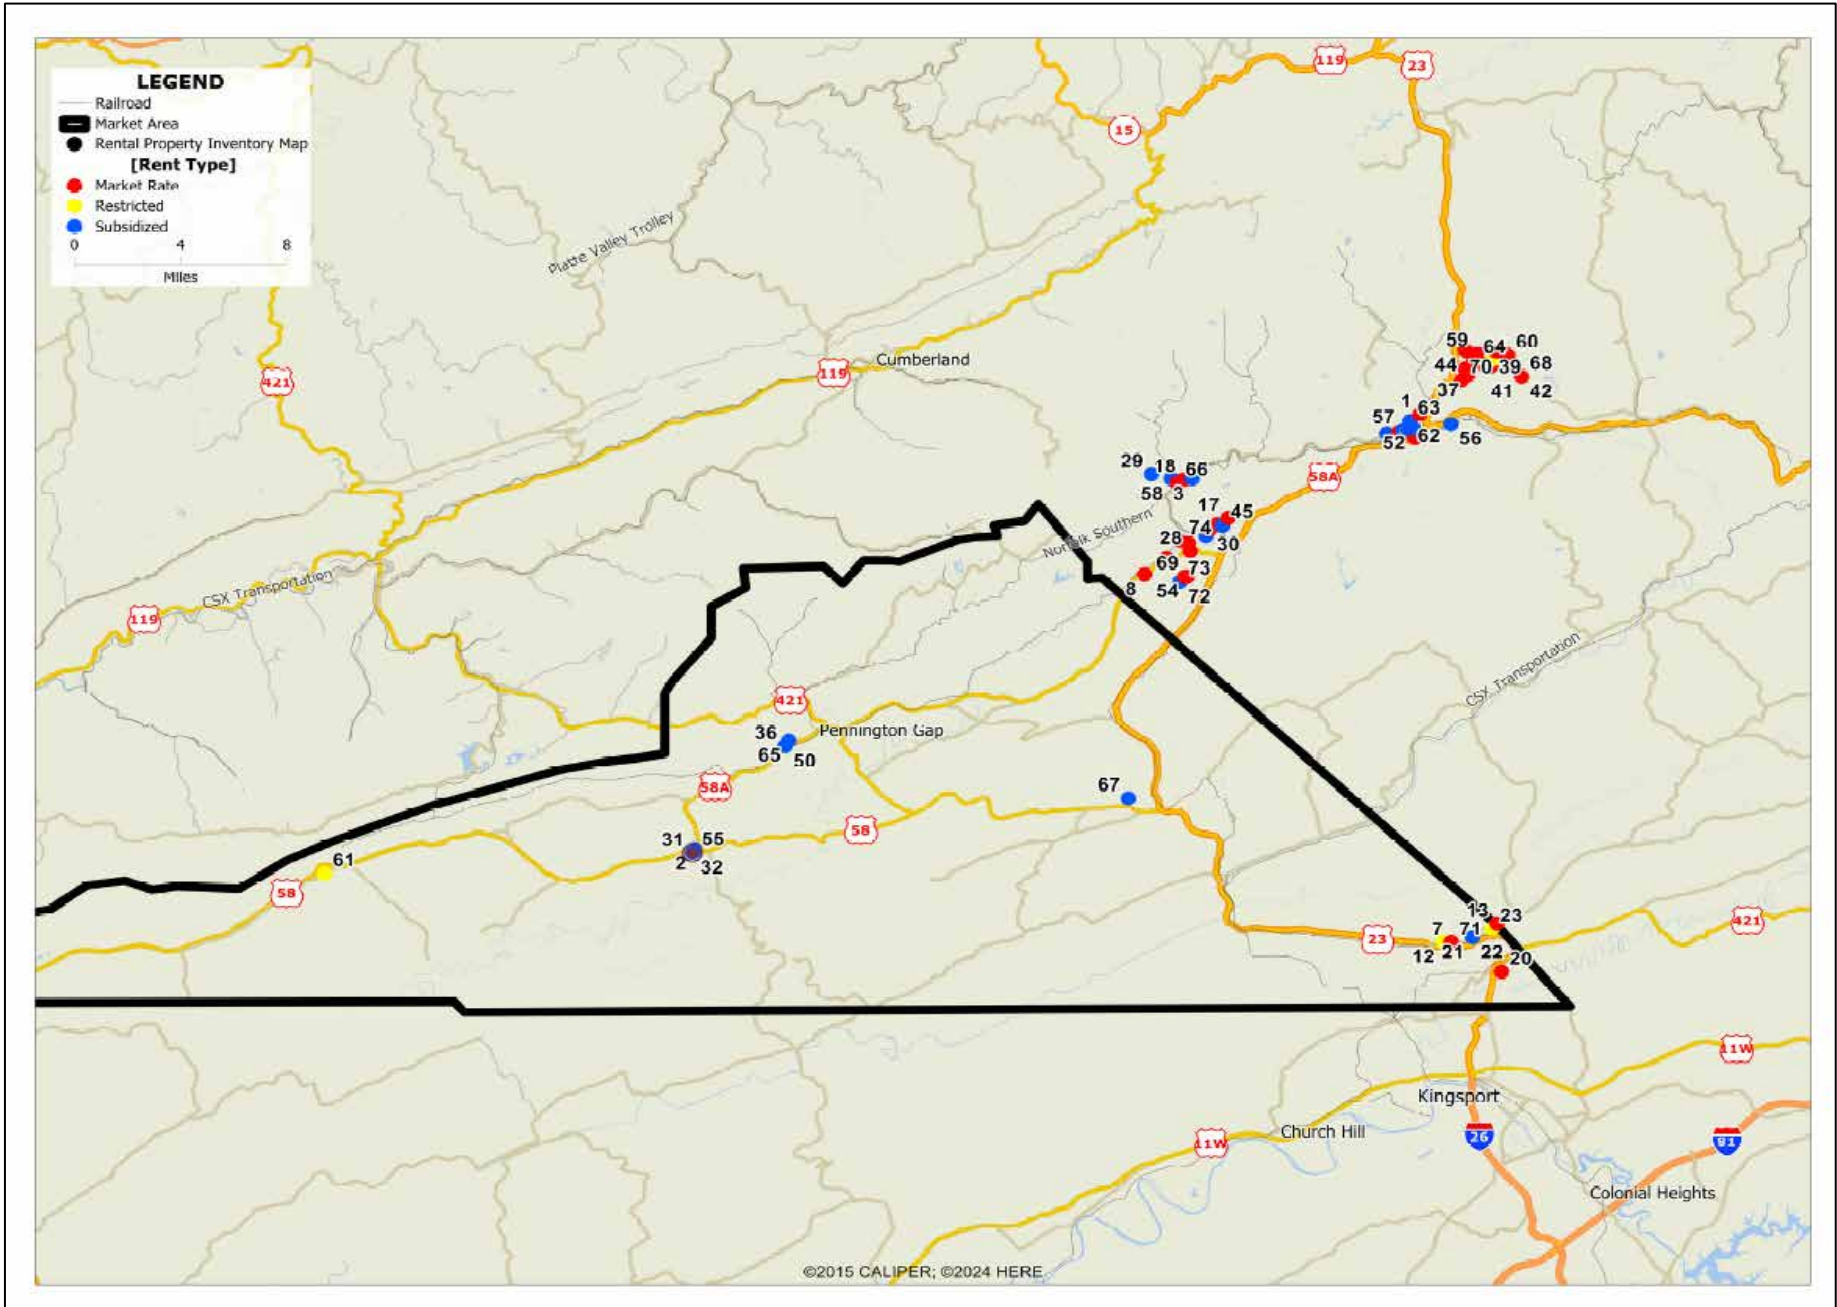 LEGEND
Railroad
Market Area
Rental Property Inventory Map
[Rent Type]
Market Rate
Restricted
Subsidized
0 4 8
Miles
119
23
15
Platte Valley Trolley
421
119
Cumberland
59 64 60
44 70 39 68
37 41 42
1 63
57
52 62 56
29 18 66
58 3
58A
17 45
74
28 30
Norfolk Southern
69 73
8 54 72
CSX Transportation
119
CSX Transportation
421
36 Pennington Gap
65 50
58A
67
31 55
58
2 32
61
58
13 23
421
7 71
23
12 21 22 20
11W
Kingsport
Church Hill
11W
26
81
Colonial Heights
©2015 CALIPER; ©2024 HERE